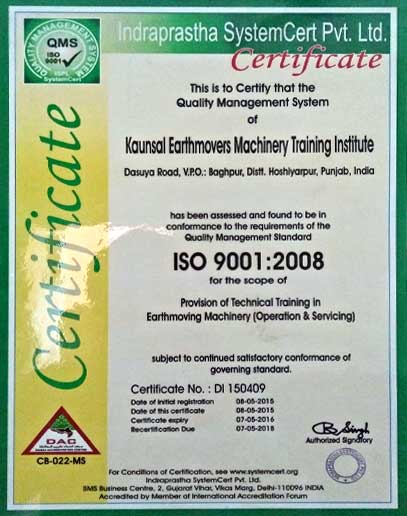 QUALITY MANAGEMENT SYSTEM
QMS
ISO
9001
ISPL
SystemCert
Indraprastha SystemCert Pvt. Ltd.
Certificate
Certificate
This is to Certify that the
Quality Management System
of
Kaunsal Earthmovers Machinery Training Institute
Dasuya Road, V.P.O.: Baghpur, Distt. Hoshiyarpur, Punjab, India
has been assessed and found to be in
conformance to the requirements of the
Quality Management Standard
ISO 9001:2008
for the scope of
Provision of Technical Training in
Earthmoving Machinery (Operation & Servicing)
subject to continued satisfactory conformance of
governing standard.
Certificate No. : DI 150409
Date of initial registration 08-05-2015
Date of this certificate 08-05-2015
Certificate expiry 07-05-2016
Recertification Due 07-05-2018
Authorized Signatory
DAC
CB-022-MS
For Conditions of Certification, see www.systemcert.org
Indraprastha SystemCert Pvt. Ltd.
SMS Business Centre, 2, Gujarat Vihar, Vikas Marg, Delhi-110096 INDIA
Accredited by Member of International Accreditation Forum